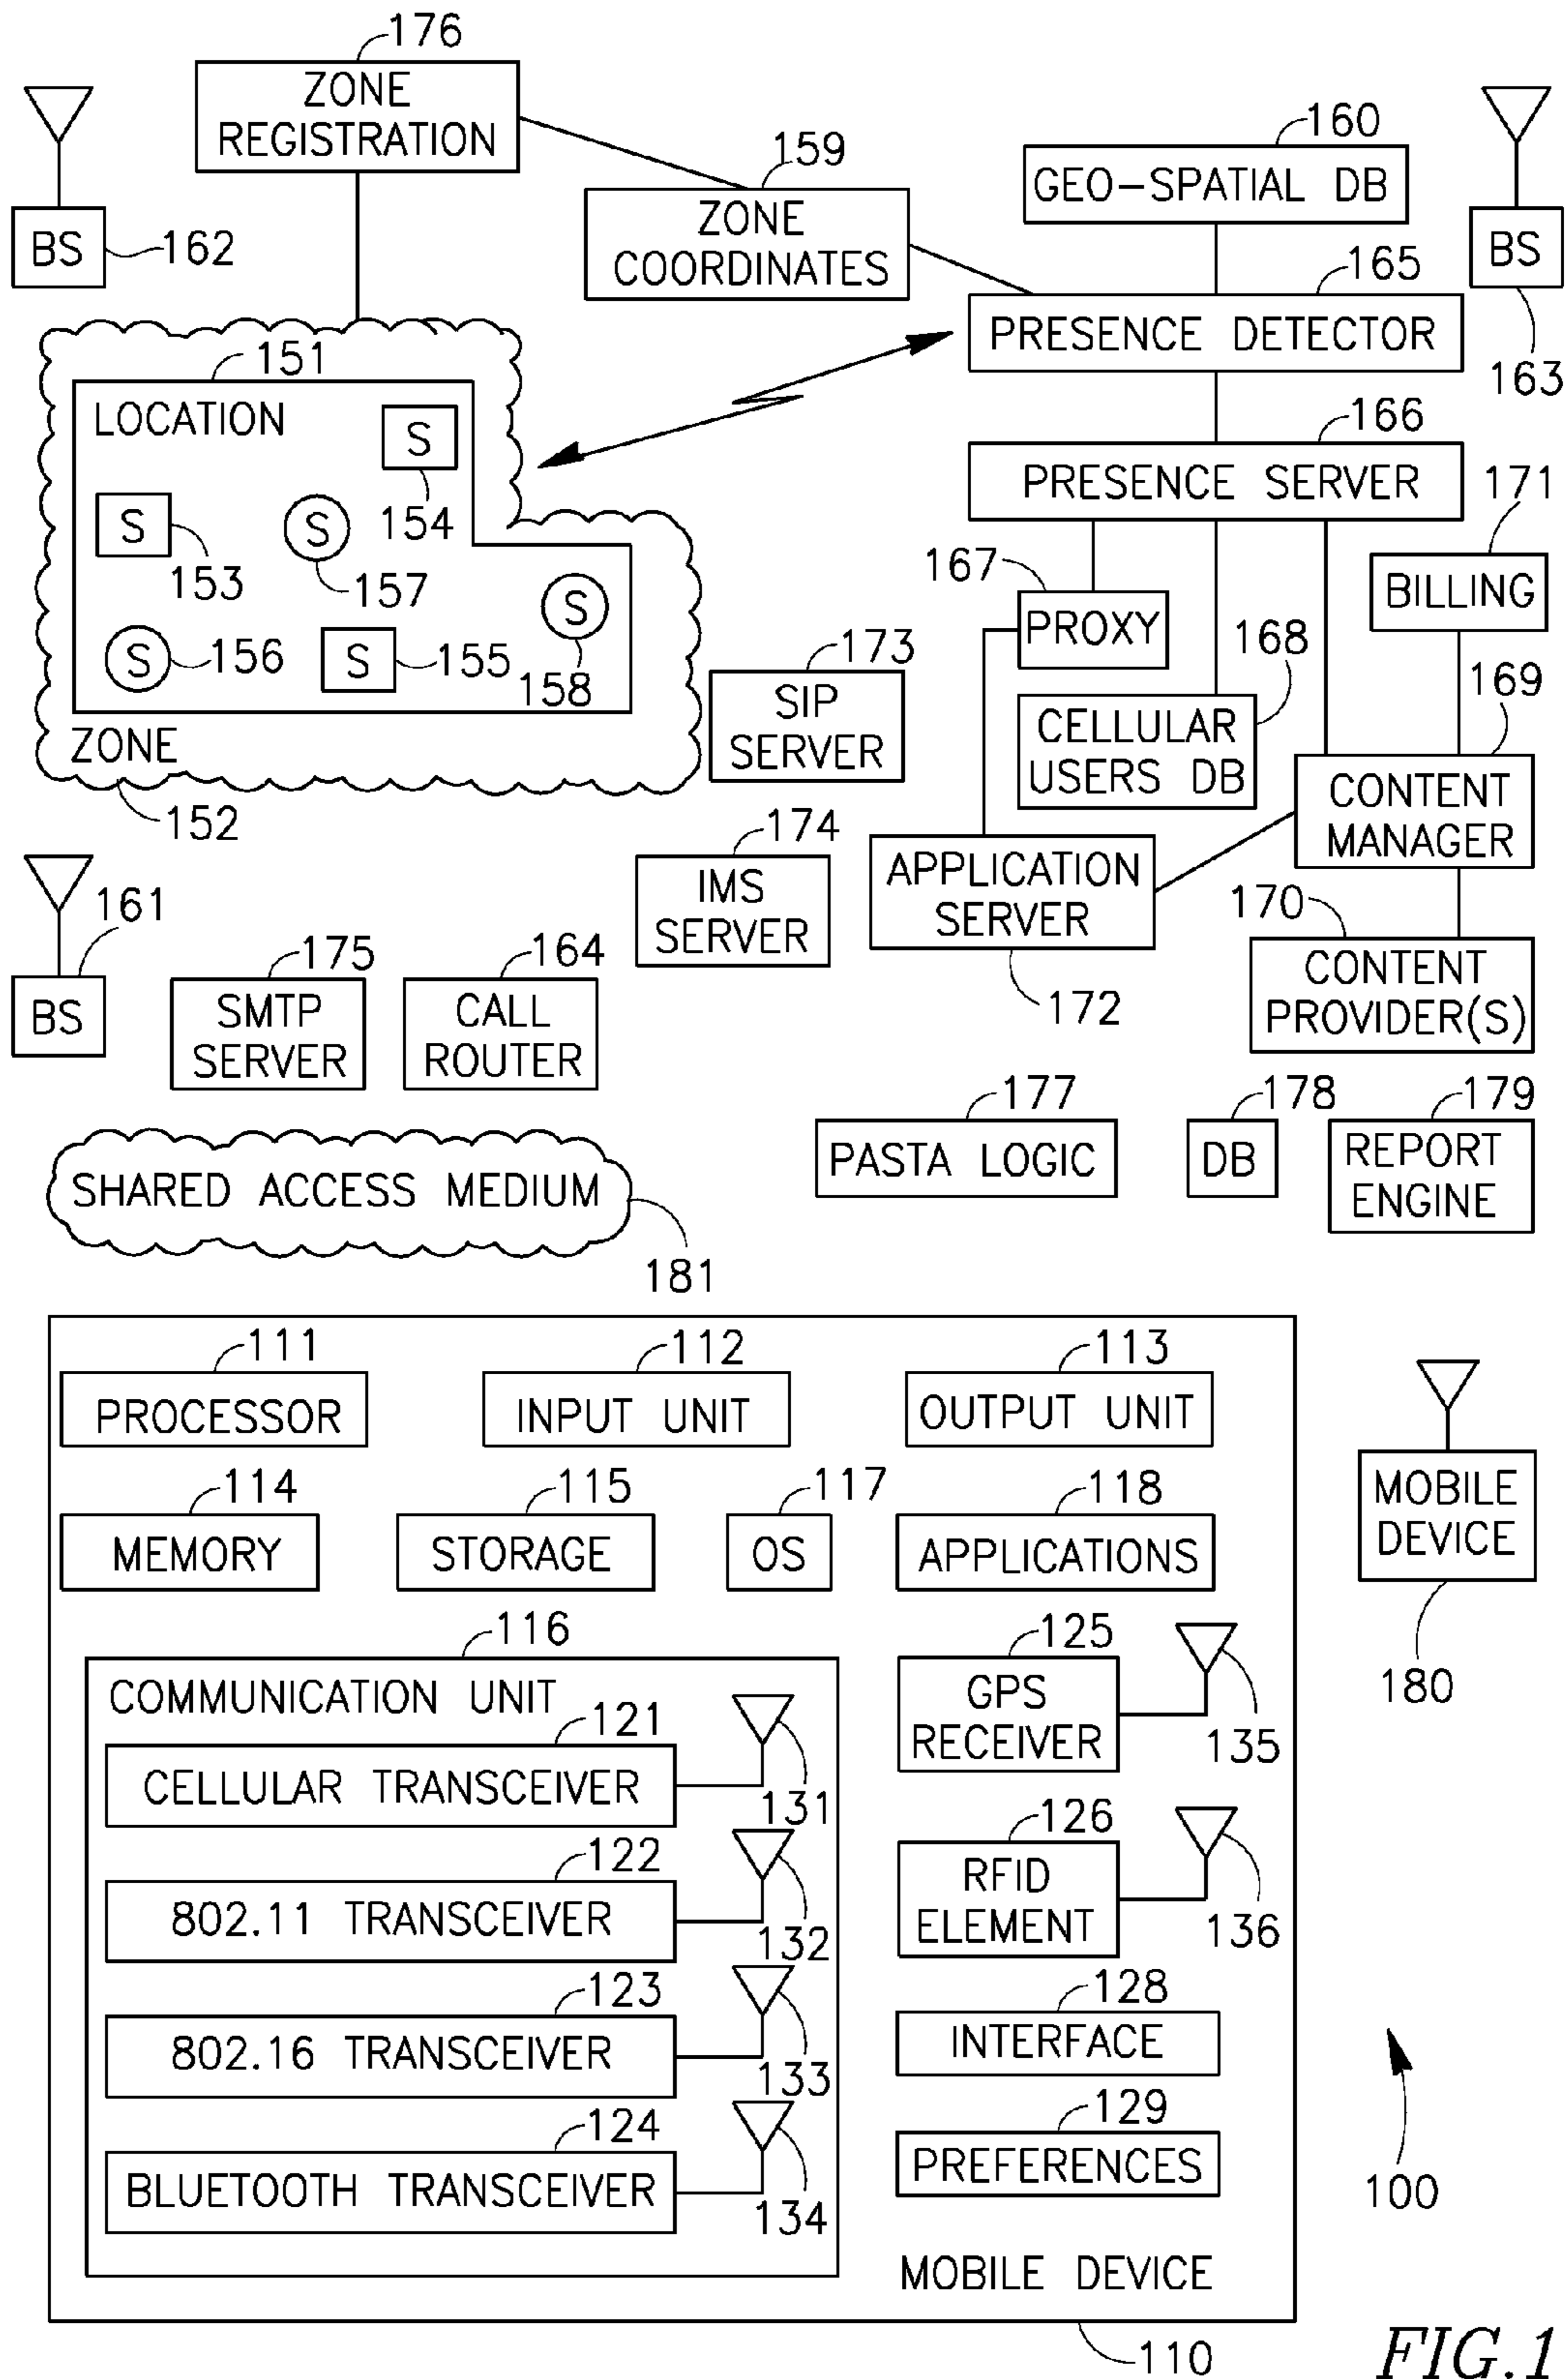 176
ZONE
REGISTRATION
159
ZONE
COORDINATES
160
GEO-SPATIAL DB
BS
162
BS
163
165
PRESENCE DETECTOR
151
LOCATION
S
154
S
153
S
157
S
158
S
156
S
155
ZONE
152
166
PRESENCE SERVER
171
BILLING
167
PROXY
168
CELLULAR
USERS DB
169
CONTENT
MANAGER
173
SIP
SERVER
174
IMS
SERVER
APPLICATION
SERVER
172
170
CONTENT
PROVIDER(S)
161
BS
175
SMTP
SERVER
164
CALL
ROUTER
177
PASTA LOGIC
178
DB
179
REPORT
ENGINE
SHARED ACCESS MEDIUM
181
111
PROCESSOR
112
INPUT UNIT
113
OUTPUT UNIT
114
MEMORY
115
STORAGE
117
OS
118
APPLICATIONS
MOBILE
DEVICE
180
116
COMMUNICATION UNIT
121
CELLULAR TRANSCEIVER
131
122
802.11 TRANSCEIVER
132
123
802.16 TRANSCEIVER
133
124
BLUETOOTH TRANSCEIVER
134
125
GPS
RECEIVER
135
126
RFID
ELEMENT
136
128
INTERFACE
129
PREFERENCES
MOBILE DEVICE
110
100
FIG.1